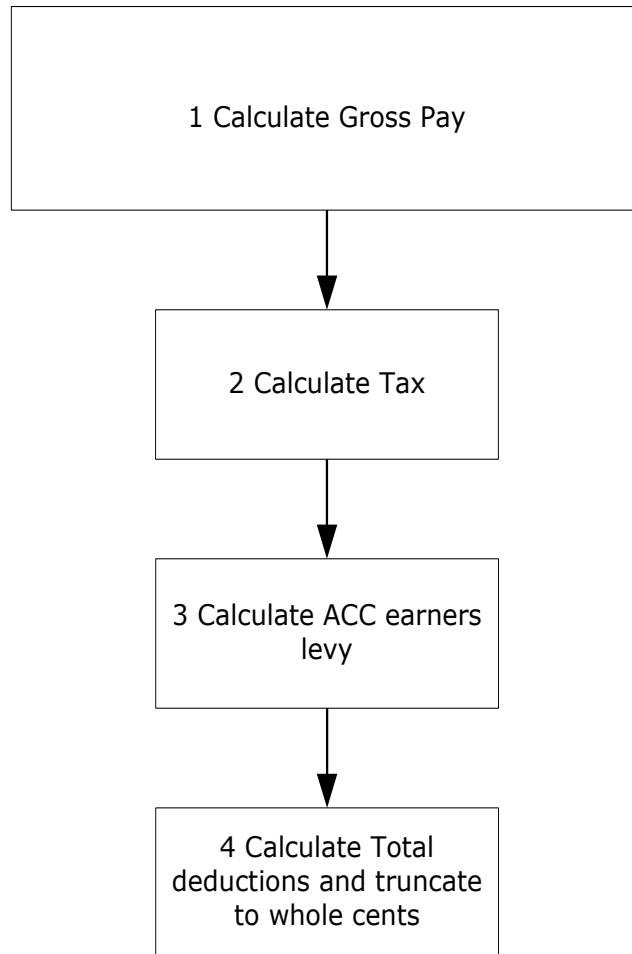 1 Calculate Gross Pay
2 Calculate Tax
3 Calculate ACC earners
levy
4 Calculate Total
deductions and truncate
to whole cents